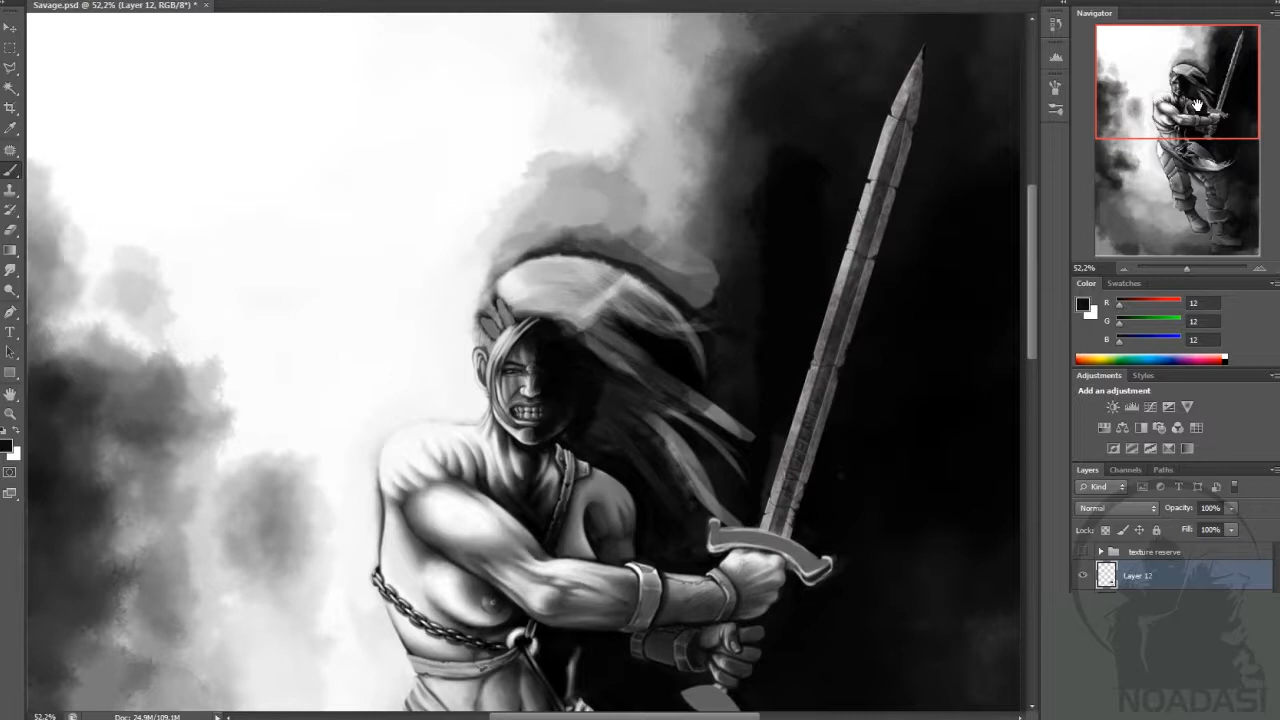 Savage.psd @ 52,2% (Layer 12, RGB/8*) *
Navigator
52,2%
Color
Swatches
R
12
G
12
B
12
Adjustments
Styles
Add an adjustment
Layers
Channels
Paths
Kind
Normal
Opacity: 100%
Lock:
Fill: 100%
texture reserve
Layer 12
NOADASI
52,2%
Doc: 24,9M/109,1M